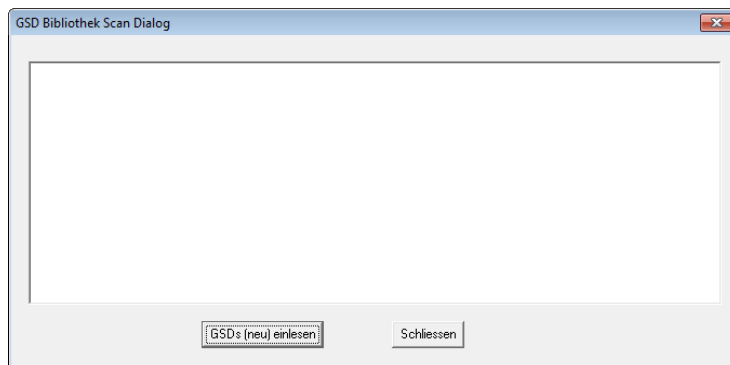 GSD Bibliothek Scan Dialog
GSDs (neu) einlesen
Schliessen